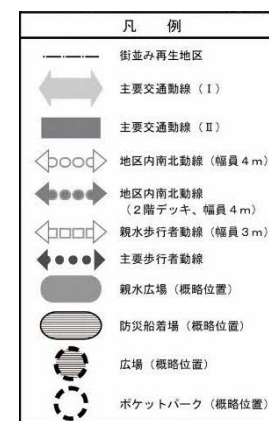 凡 例
街並み再生地区
主要交通動線（Ⅰ）
主要交通動線（Ⅱ）
地区内南北動線（幅員４ｍ）
地区内南北動線
（２階デッキ、幅員４ｍ）
親水歩行者動線（幅員３ｍ）
主要歩行者動線
親水広場（概略位置）
防災船着場（概略位置）
広場（概略位置）
ポケットパーク（概略位置）